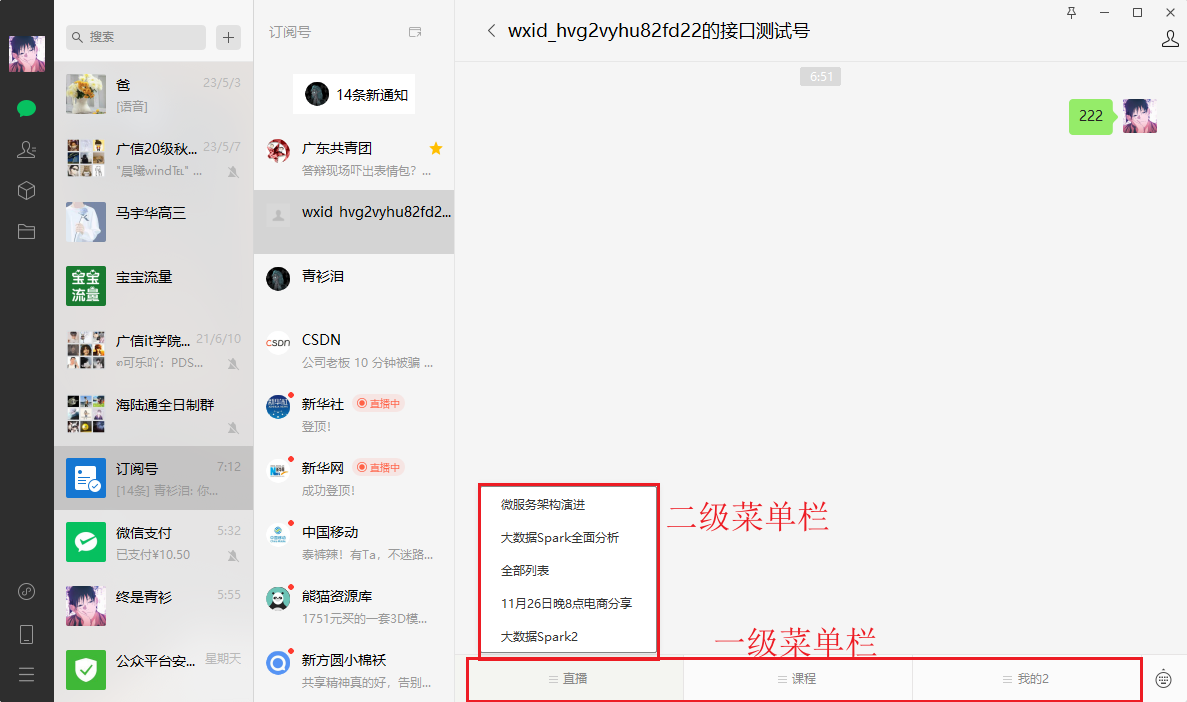 搜索
爸
23/5/3
[语音]
广信20级秋...
23/5/7
"晨曦wind℡" ...
马宇华高三
宝宝流量
宝宝
流量
广信it学院...
21/6/10
可乐吖：PDS...
海陆通全日制群
订阅号
7:12
[14条] 青衫泪: 你...
微信支付
5:32
已支付¥10.50
终是青衫
5:55
公众平台安...
星期天
订阅号
14条新通知
广东共青团
答辩现场吓出表情包？...
wxid_hvg2vyhu82fd2...
青衫泪
CSDN
CSDN
公司老板 10 分钟被骗 ...
新华社
直播中
登顶！
新华网
直播中
成功登顶！
中国移动
泰裤辣！有Ta，不迷路...
熊猫资源库
1751元买的一套3D模...
新方圆小棉袄
共享精神真的好，告别...
wxid_hvg2vyhu82fd22的接口测试号
6:51
222
微服务架构演进
大数据Spark全面分析
全部列表
11月26日晚8点电商分享
大数据Spark2
二级菜单栏
一级菜单栏
直播
课程
我的2